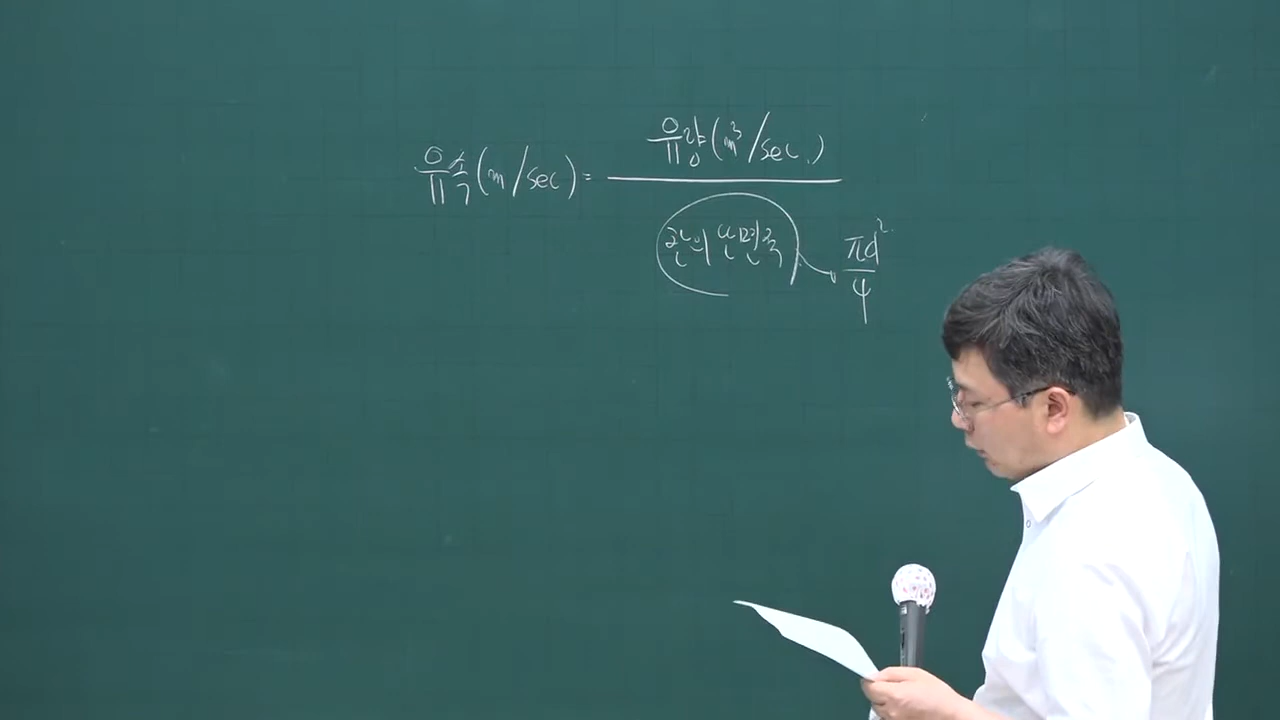 유속(m/sec) = 유량(m³/sec.)
관의 단면적 → πd²/4